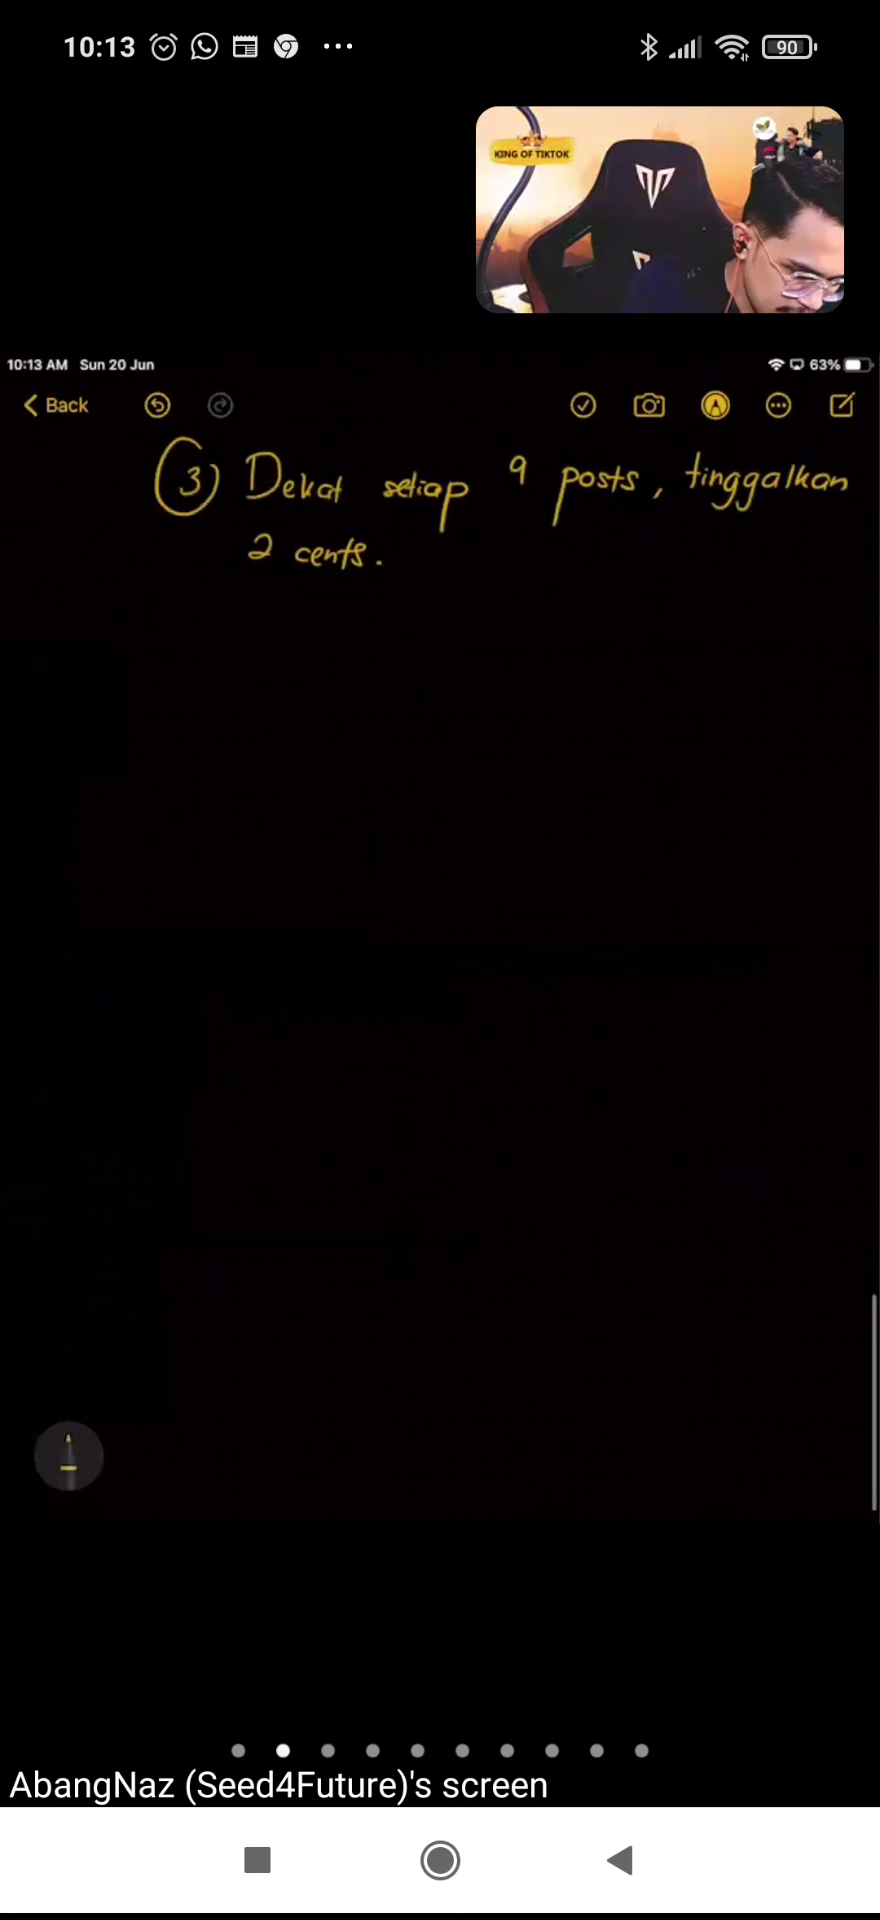 10:13
90
KING OF TIKTOK
10:13 AM Sun 20 Jun
63%
Back
3 Dekat setiap 9 posts, tinggalkan
2 cents.
AbangNaz (Seed4Future)'s screen